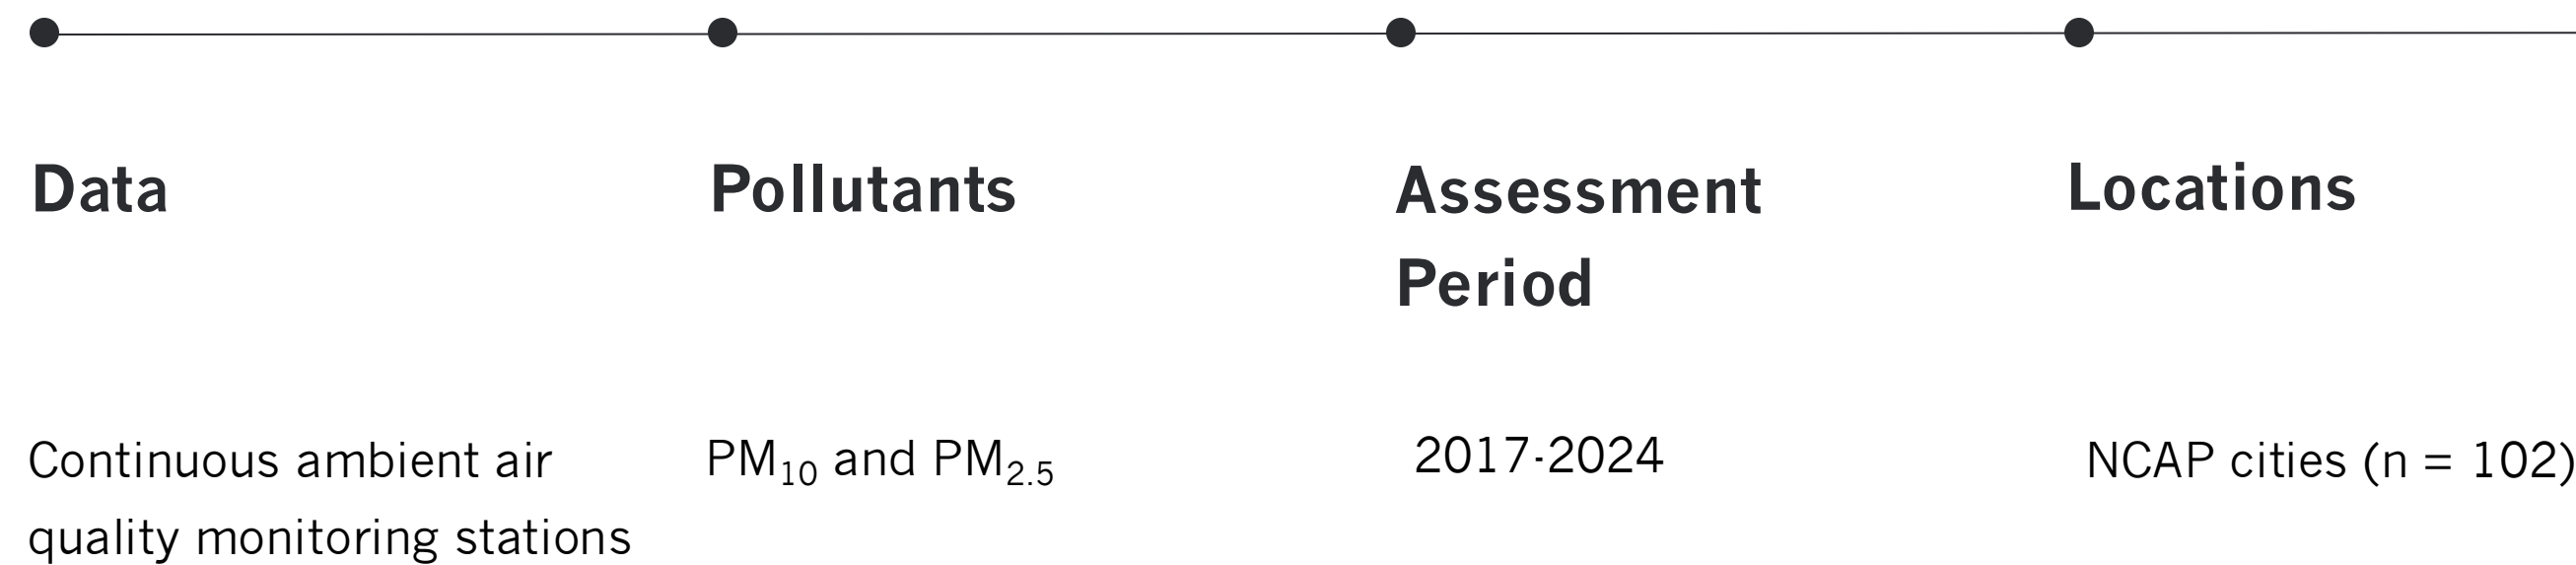 Data
Pollutants
Assessment
Period
Locations
Continuous ambient air
quality monitoring stations
PM₁₀ and PM₂.₅
2017-2024
NCAP cities (n = 102)